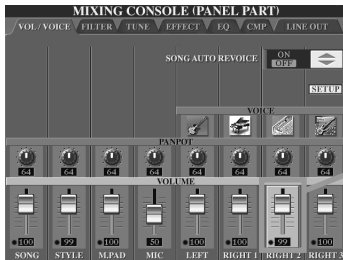 MIXING CONSOLE (PANEL PART)
VOL / VOICE FILTER TUNE EFFECT EQ CMP LINE OUT
SONG AUTO REVOICE ON
OFF
SETUP
VOICE
PANPOT
64 64 64 64 64 64 64 64
VOLUME
100 99 100 50 100 100 99 100
SONG STYLE M.PAD MIC LEFT RIGHT 1 RIGHT 2 RIGHT 3